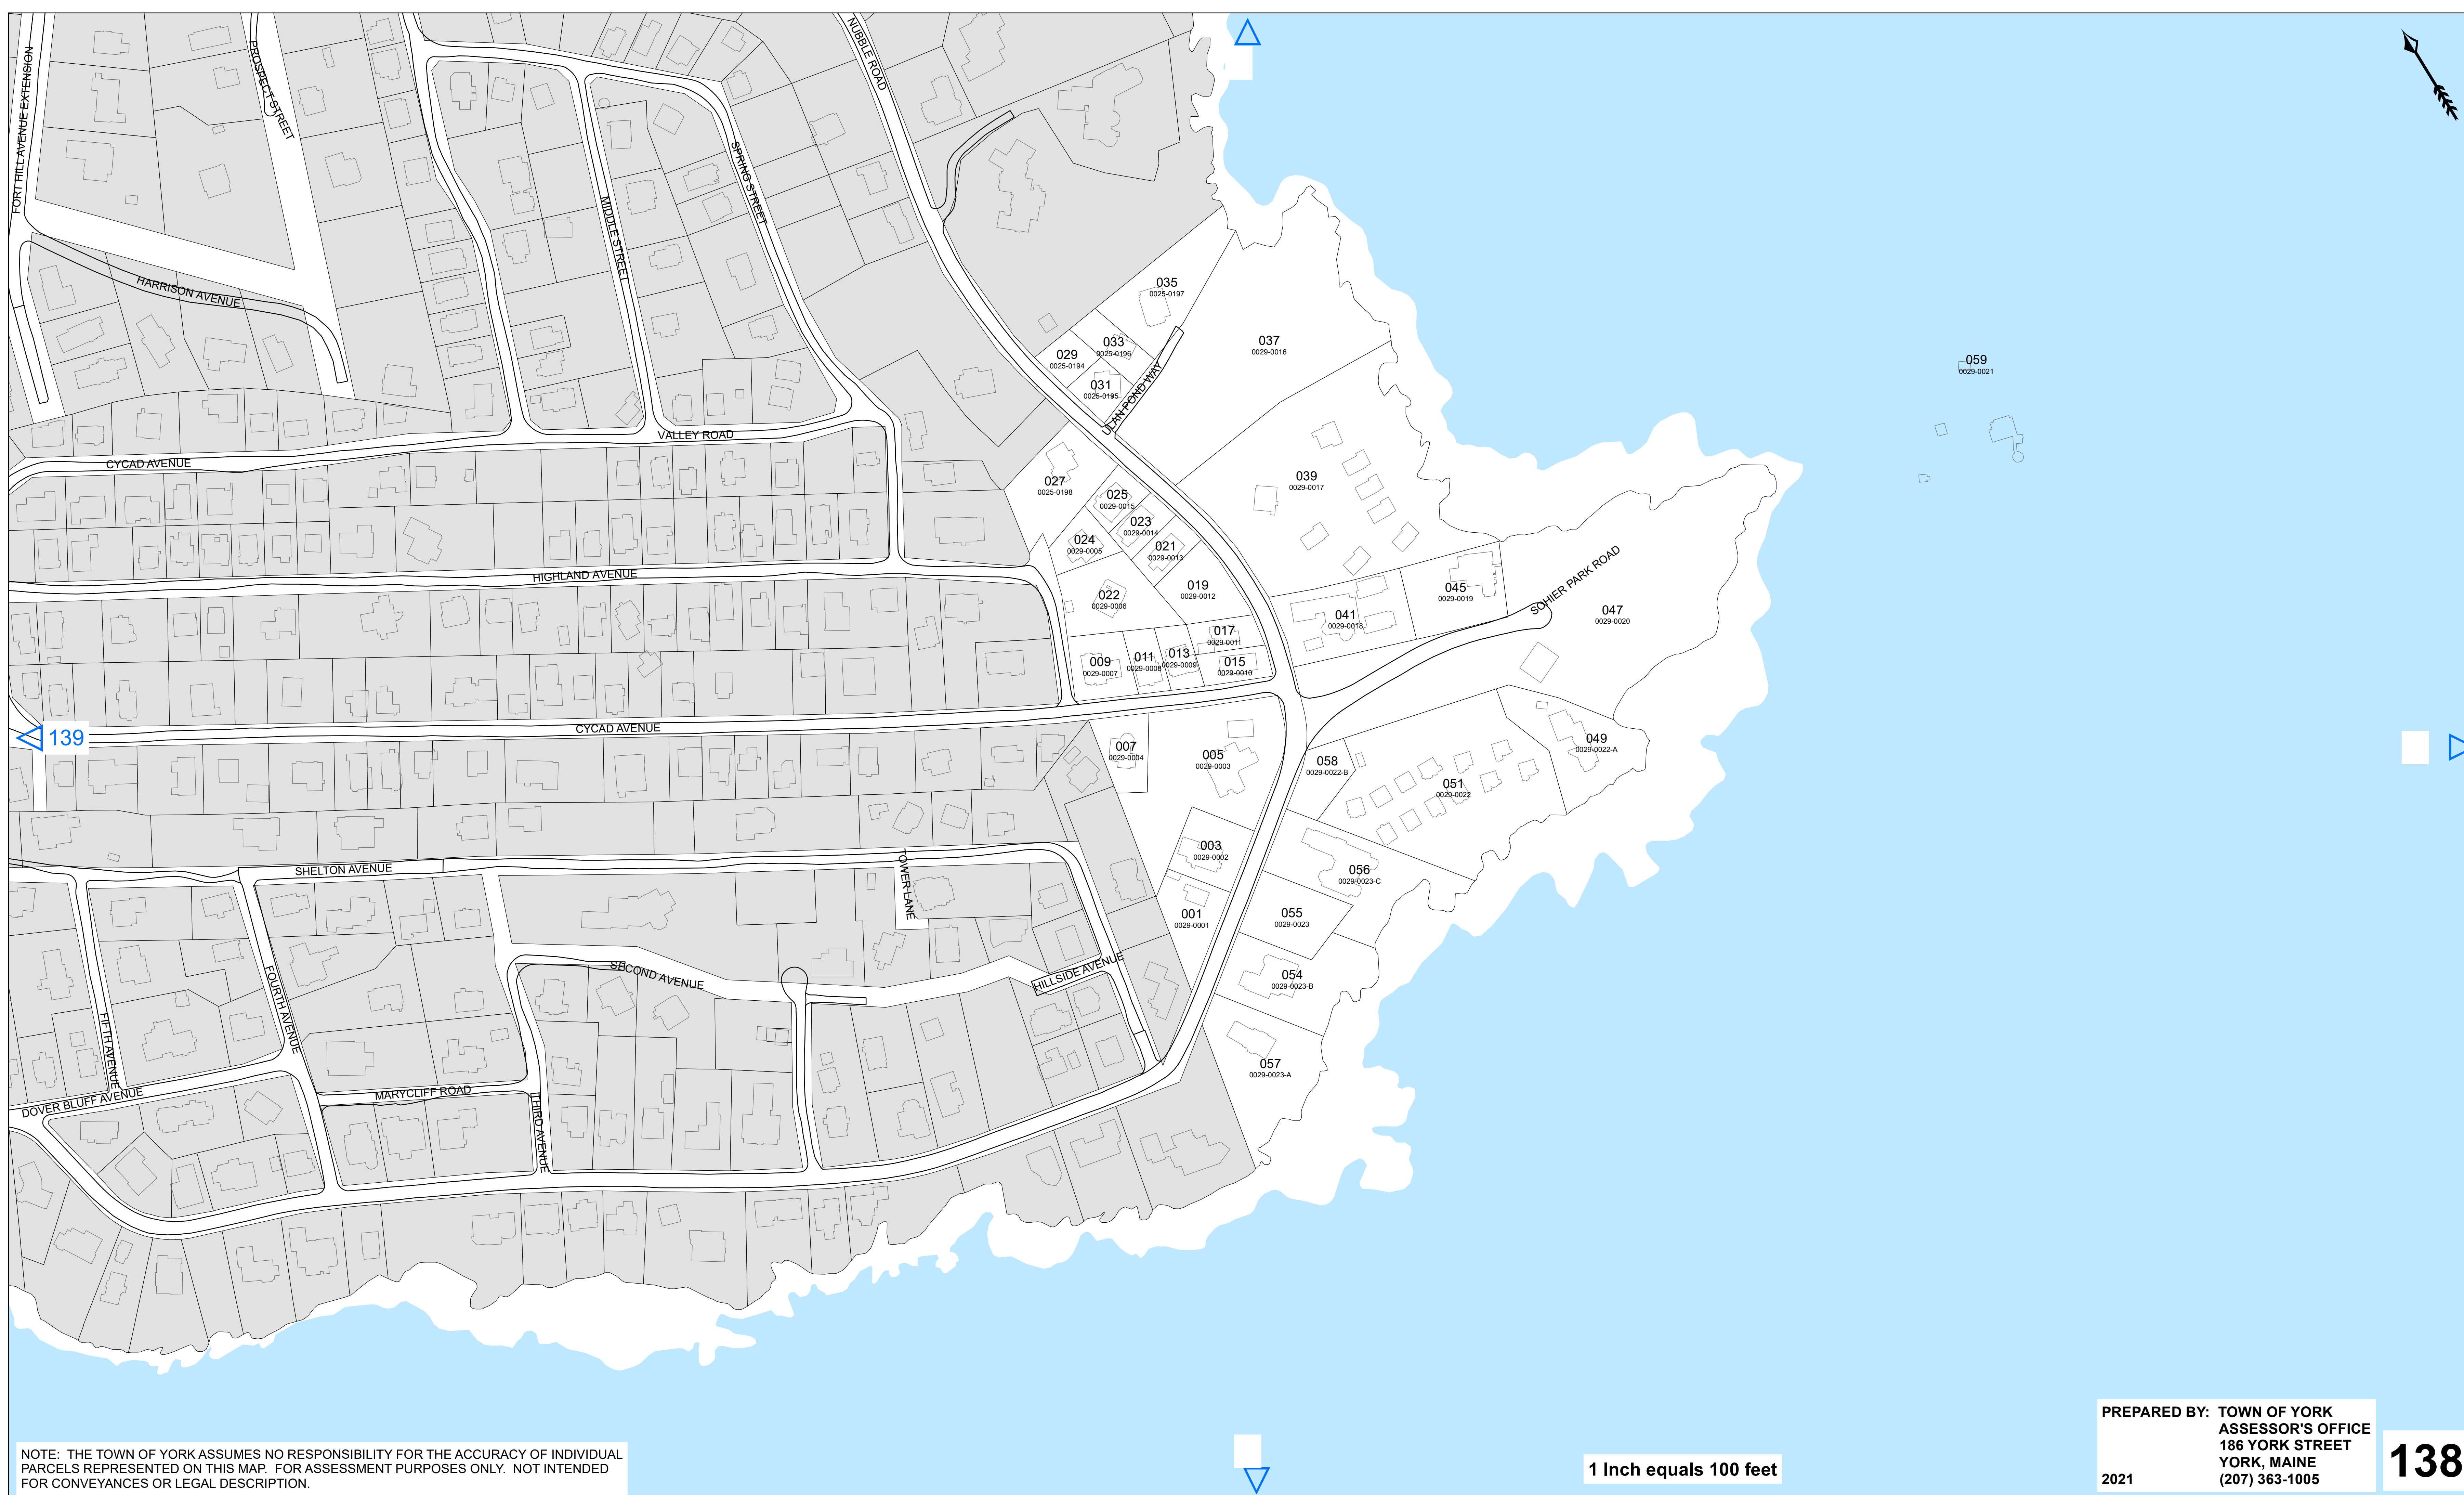 FORT HILL AVENUE EXTENSION
PROSPECT STREET
NUBBLE ROAD
SPRING STREET
MIDDLE STREET
HARRISON AVENUE
VALLEY ROAD
CYCAD AVENUE
HIGHLAND AVENUE
CYCAD AVENUE
139
SHELTON AVENUE
TOWER LANE
SECOND AVENUE
HILLSIDE AVENUE
FOURTH AVENUE
FIFTH AVENUE
DOVER BLUFF AVENUE
MARYCLIFF ROAD
THIRD AVENUE
ULAN POND WAY
SOHIER PARK ROAD
035
0025-0197
033
0025-0196
029
0025-0194
031
0025-0195
037
0029-0016
059
0029-0021
027
0025-0198
025
0029-0015
023
0029-0014
021
0029-0013
024
0029-0005
019
0029-0012
022
0029-0006
039
0029-0017
045
0029-0019
041
0029-0018
047
0029-0020
017
0029-0011
009
0029-0007
011
0029-0008
013
0029-0009
015
0029-0010
007
0029-0004
005
0029-0003
058
0029-0022-B
049
0029-0022-A
051
0029-0022
003
0029-0002
056
0029-0023-C
001
0029-0001
055
0029-0023
054
0029-0023-B
057
0029-0023-A
NOTE: THE TOWN OF YORK ASSUMES NO RESPONSIBILITY FOR THE ACCURACY OF INDIVIDUAL
PARCELS REPRESENTED ON THIS MAP. FOR ASSESSMENT PURPOSES ONLY. NOT INTENDED
FOR CONVEYANCES OR LEGAL DESCRIPTION.
1 Inch equals 100 feet
PREPARED BY: TOWN OF YORK
ASSESSOR'S OFFICE
186 YORK STREET
YORK, MAINE
2021 (207) 363-1005
138